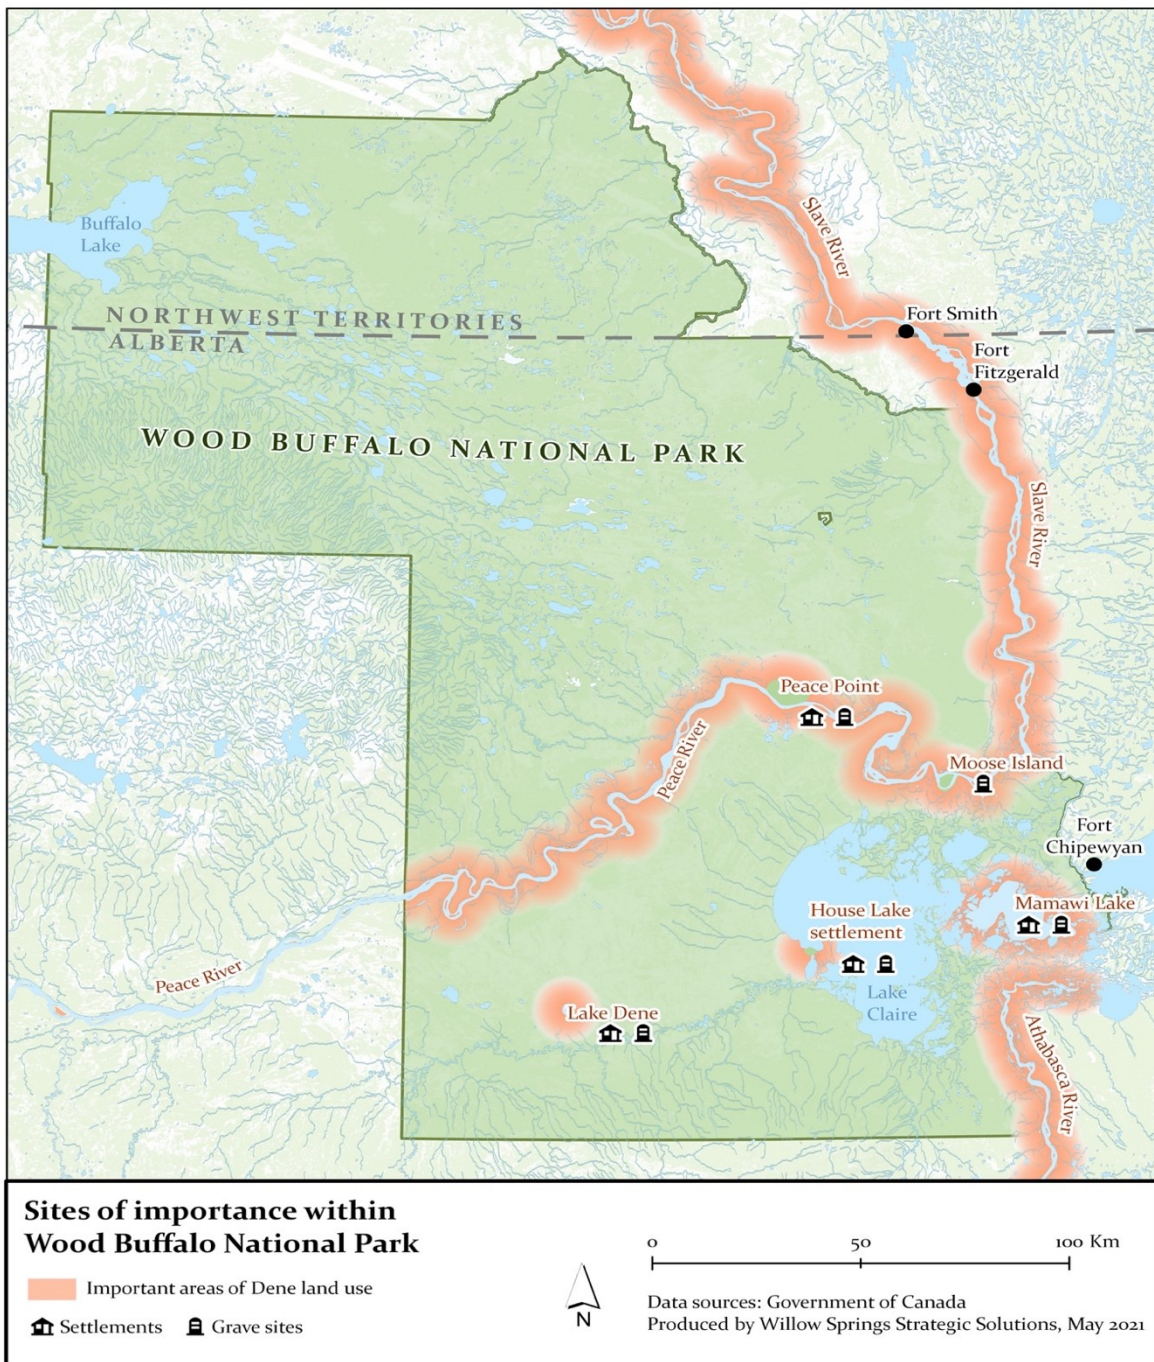 Buffalo
Lake
Slave River
NORTHWEST TERRITORIES
ALBERTA
Fort Smith
Fort
Fitzgerald
WOOD BUFFALO NATIONAL PARK
Slave River
Peace Point
Peace River
Moose Island
Fort
Chipewyan
Mamawi Lake
House Lake
settlement
Peace River
Lake
Claire
Lake Dene
Athabasca River
Sites of importance within
Wood Buffalo National Park
Important areas of Dene land use
Settlements
Grave sites
N
0 50 100 Km
Data sources: Government of Canada
Produced by Willow Springs Strategic Solutions, May 2021